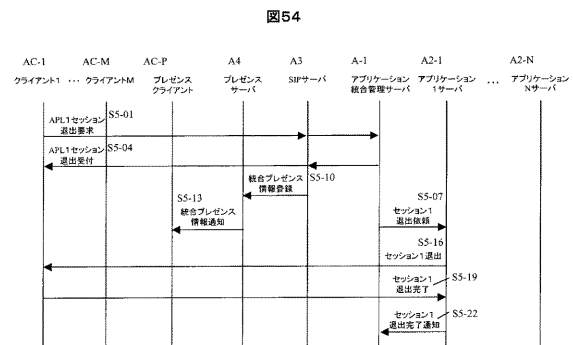 図54
AC-1 AC-M AC-P A4 A3 A-1 A2-1 A2-N
クライアント1 … クライアントM プレゼンス プレゼンス SIPサーバ アプリケーション アプリケーション … アプリケーション
クライアント サーバ 統合管理サーバ 1サーバ Nサーバ
APL1セッション S5-01
退出要求
APL1セッション S5-04
退出受付
統合プレゼンス S5-10
情報登録
S5-13
統合プレゼンス
情報通知
S5-07
セッション1
退出依頼
S5-16
セッション1退出
セッション1 S5-19
退出完了
セッション1 S5-22
退出完了通知